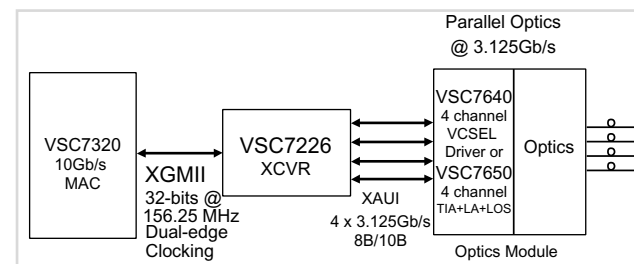 Parallel Optics
@ 3.125Gb/s
VSC7320
10Gb/s
MAC
XGMII
32-bits @
156.25 MHz
Dual-edge
Clocking
VSC7226
XCVR
XAUI
4 x 3.125Gb/s
8B/10B
VSC7640
4 channel
VCSEL
Driver or
VSC7650
4 channel
TIA+LA+LOS
Optics
Optics Module